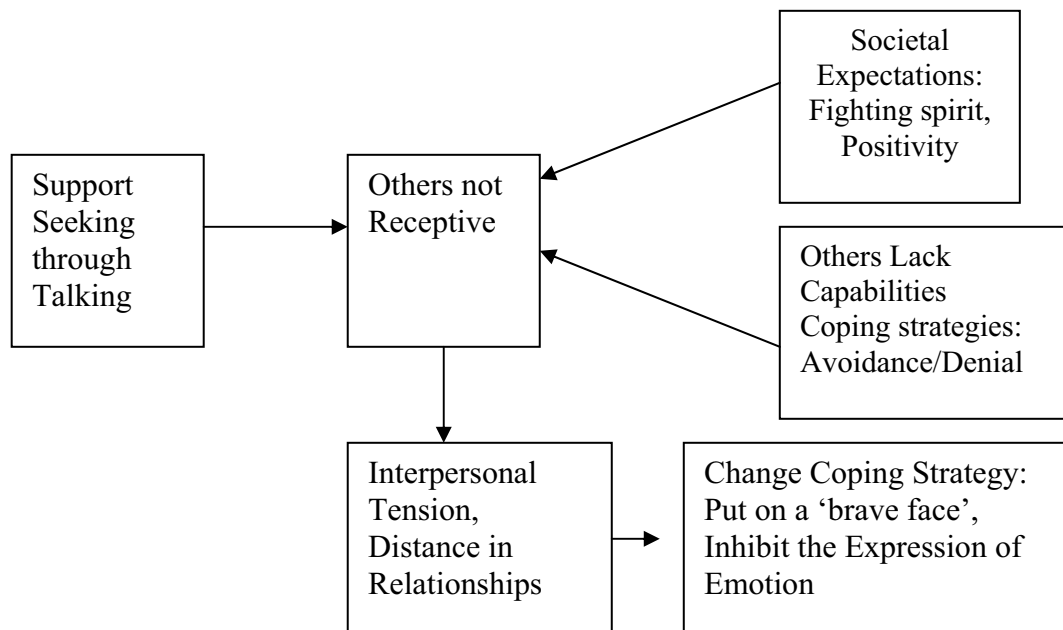 Societal
Expectations:
Fighting spirit,
Positivity
Support
Seeking
through
Talking
Others not
Receptive
Others Lack
Capabilities
Coping strategies:
Avoidance/Denial
Interpersonal
Tension,
Distance in
Relationships
Change Coping Strategy:
Put on a ‘brave face’,
Inhibit the Expression of
Emotion